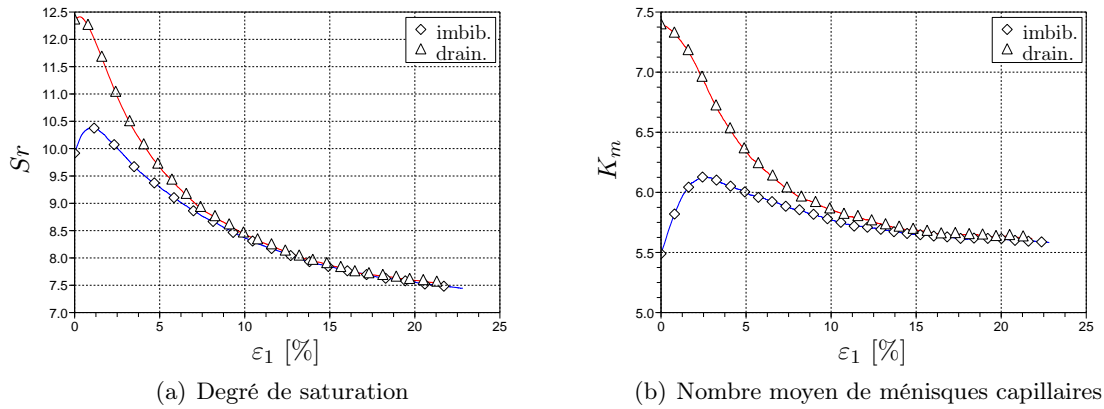 12.5
12.0
11.5
11.0
10.5
10.0
9.5
9.0
8.5
8.0
7.5
7.0
Sr
0 5 10 15 20 25
ε1 [%]
imbib.
drain.
(a) Degré de saturation
7.5
7.0
6.5
6.0
5.5
5.0
Km
0 5 10 15 20 25
ε1 [%]
imbib.
drain.
(b) Nombre moyen de ménisques capillaires